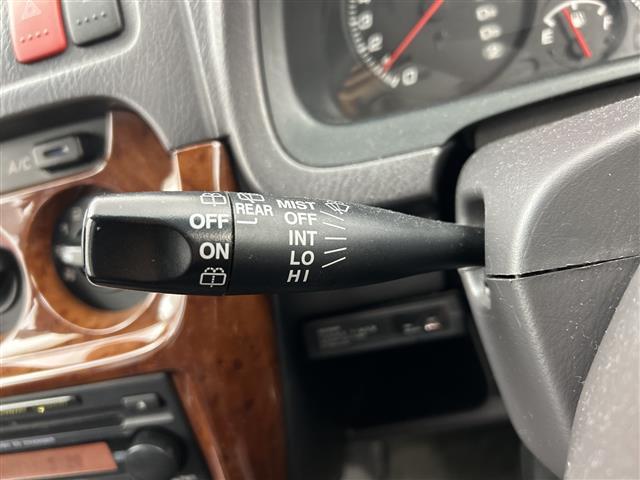 A/C
OFF
ON
REAR
MIST
OFF
INT
LO
HI
E